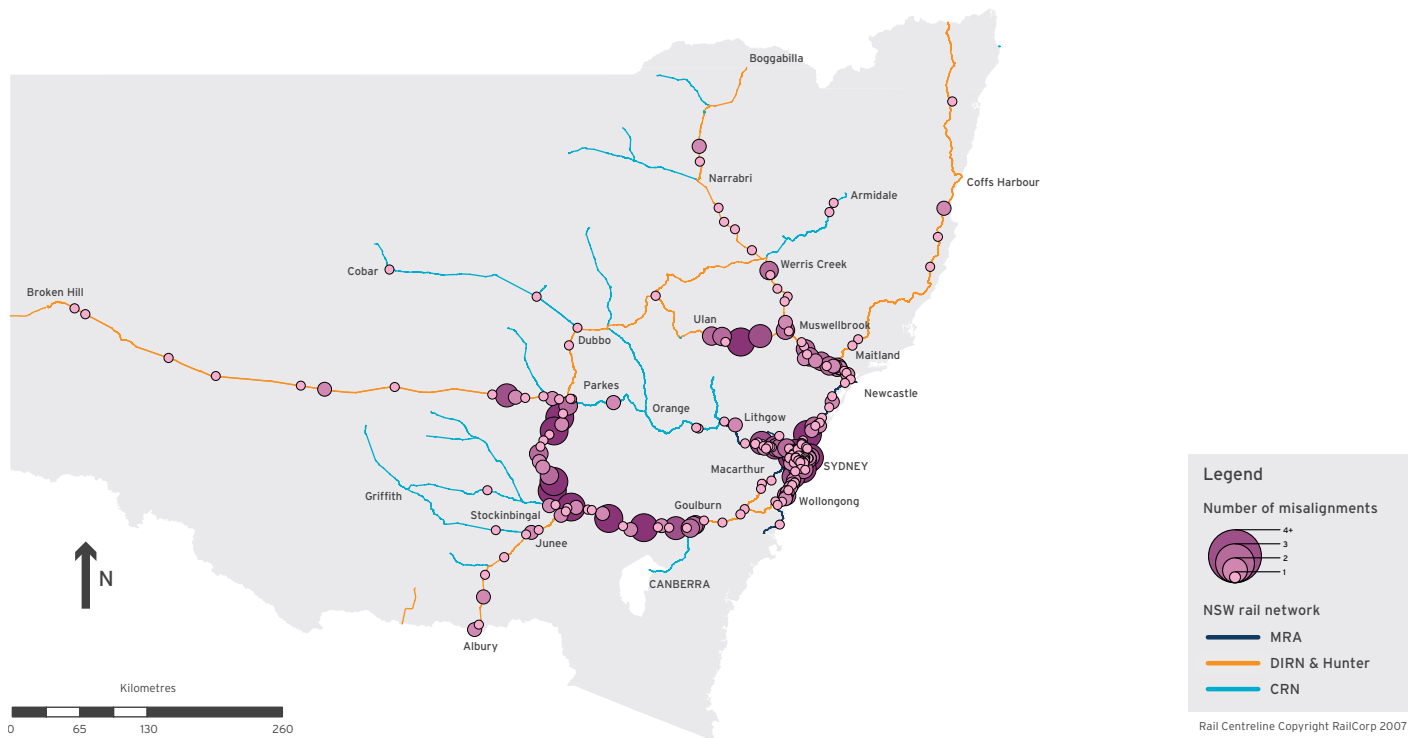 Boggabilla
Narrabri
Armidale
Coffs Harbour
Cobar
Werris Creek
Broken Hill
Ulan
Muswellbrook
Dubbo
Maitland
Parkes
Newcastle
Orange
Lithgow
Macarthur
SYDNEY
Griffith
Goulburn
Wollongong
Stockinbingal
Junee
N
CANBERRA
Albury
Kilometres
0 65 130 260
Legend
Number of misalignments
4+
3
2
1
NSW rail network
MRA
DIRN & Hunter
CRN
Rail Centreline Copyright RailCorp 2007